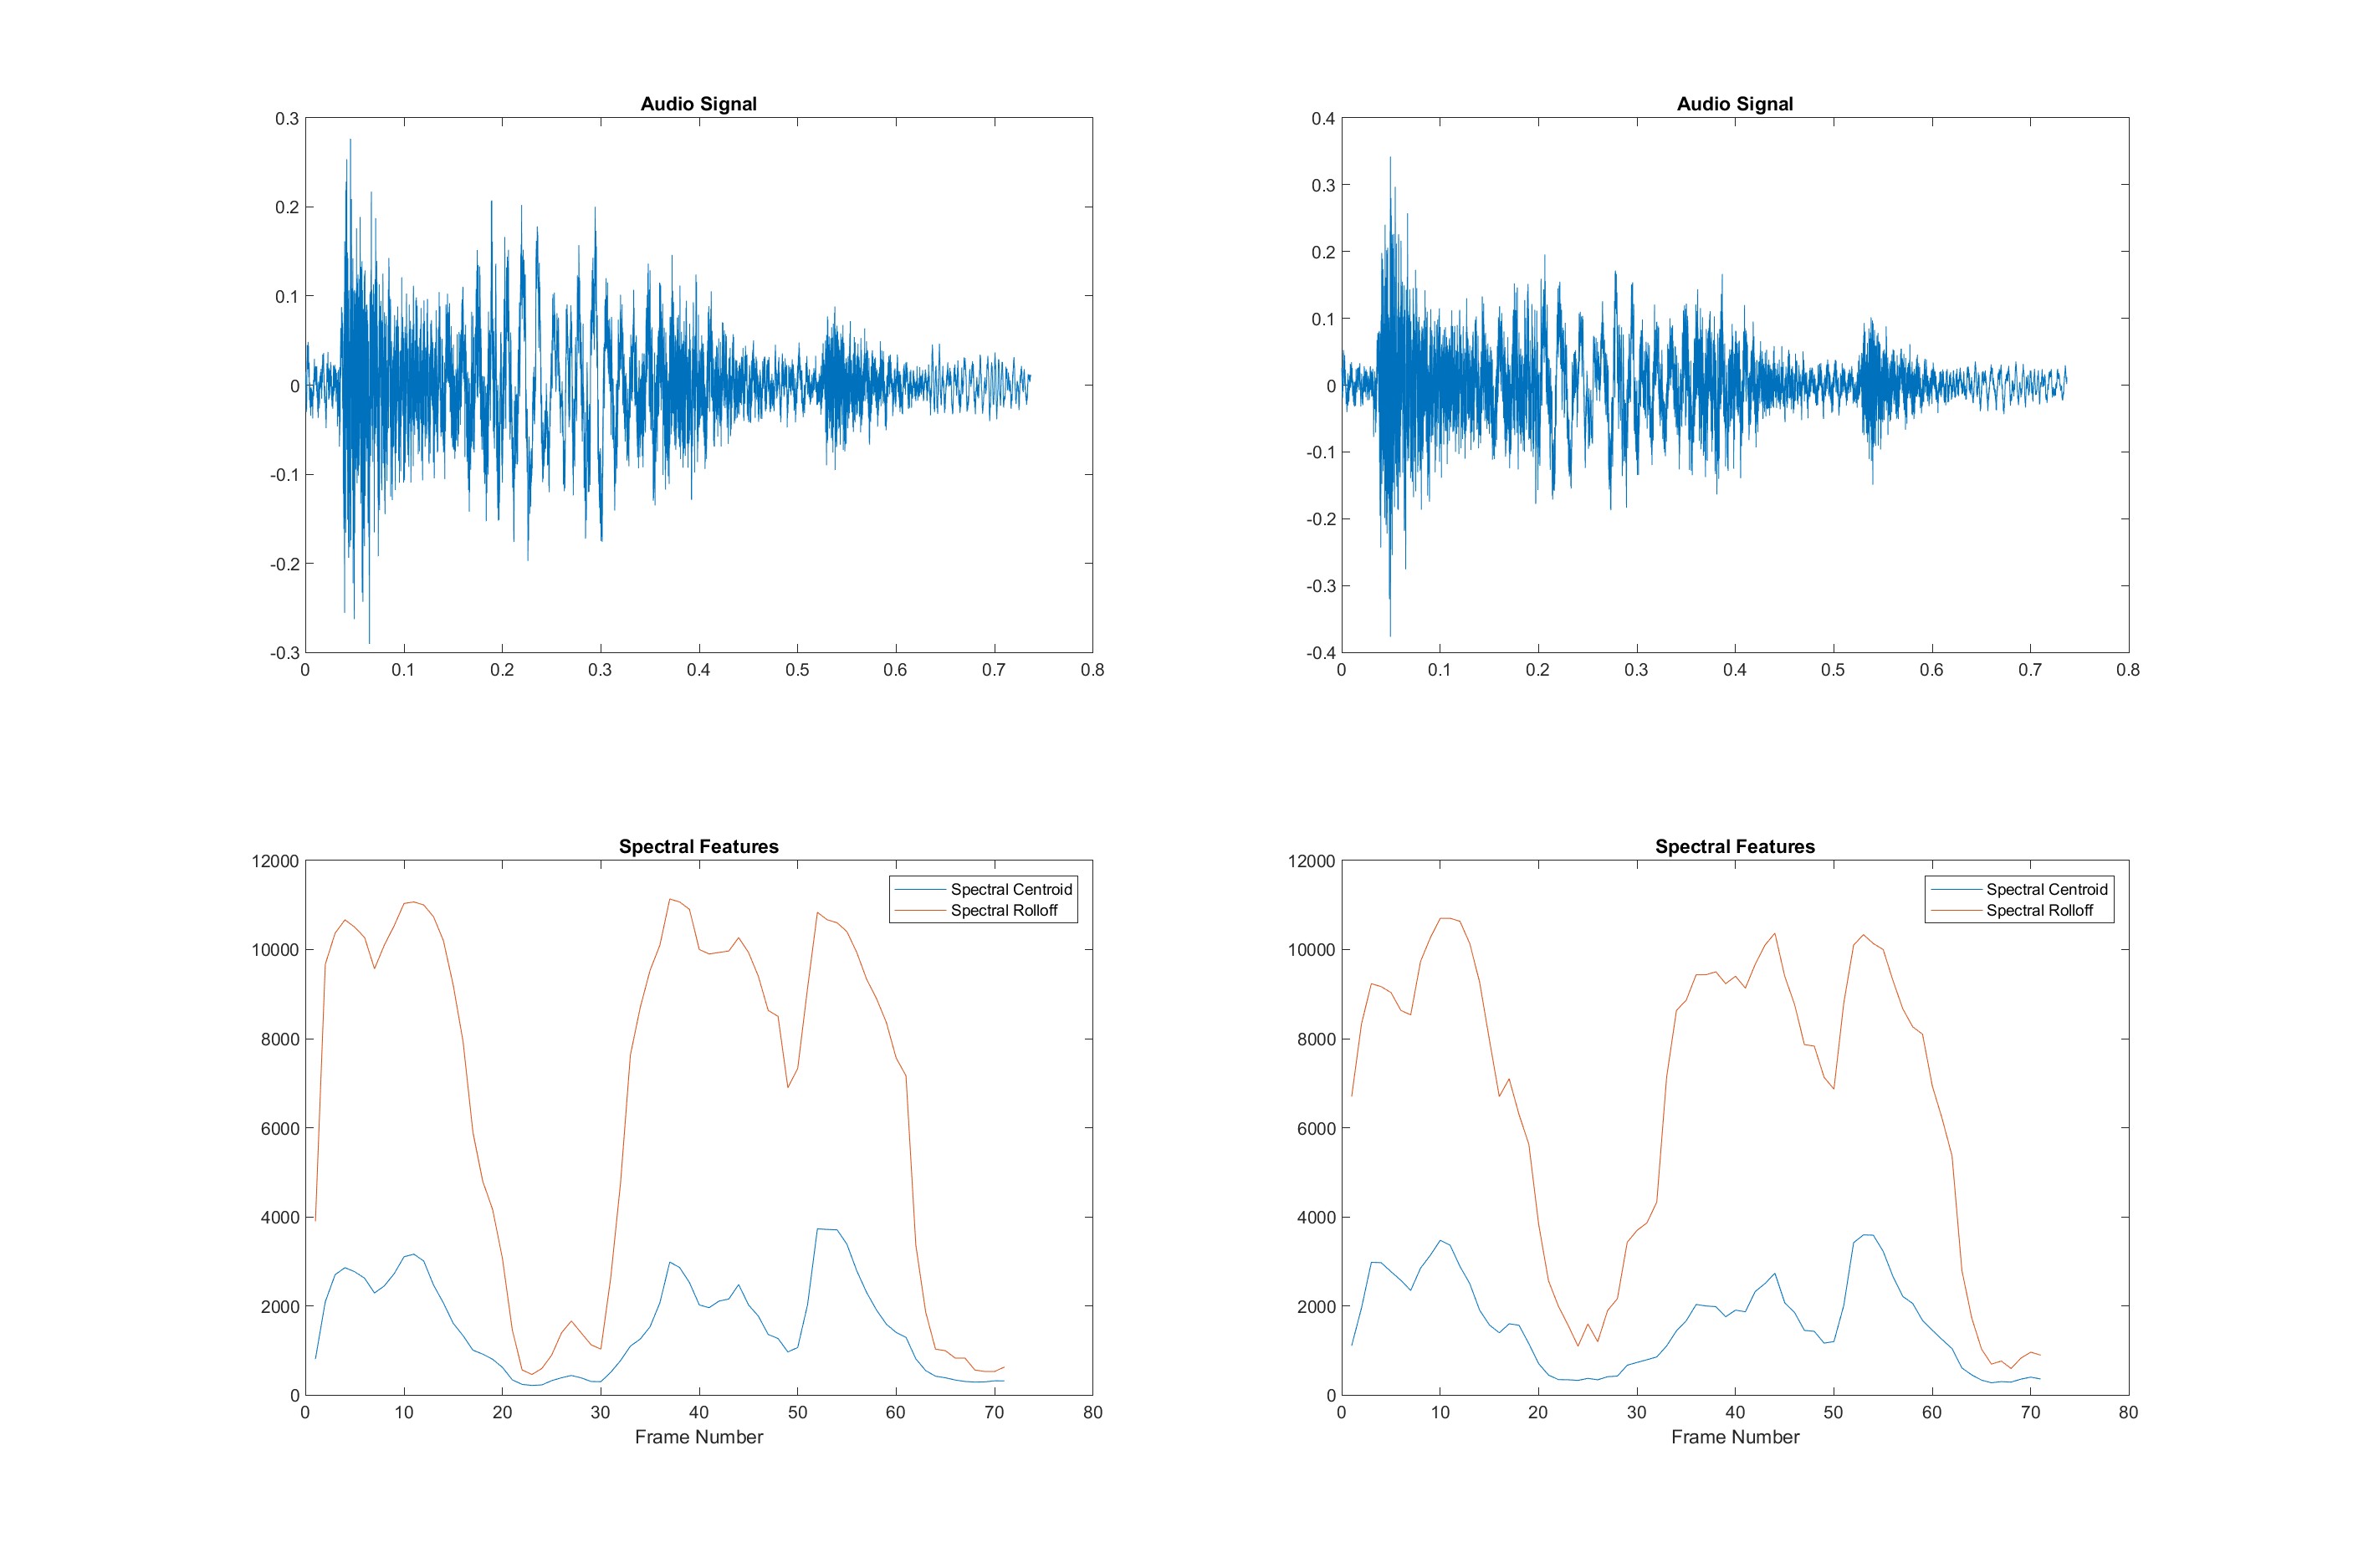 Audio Signal
0.3
0.2
0.1
0
-0.1
-0.2
-0.3
0 0.1 0.2 0.3 0.4 0.5 0.6 0.7 0.8
Audio Signal
0.4
0.3
0.2
0.1
0
-0.1
-0.2
-0.3
-0.4
0 0.1 0.2 0.3 0.4 0.5 0.6 0.7 0.8
Spectral Features
12000
10000
8000
6000
4000
2000
0
Spectral Centroid
Spectral Rolloff
0 10 20 30 40 50 60 70 80
Frame Number
Spectral Features
12000
10000
8000
6000
4000
2000
0
Spectral Centroid
Spectral Rolloff
0 10 20 30 40 50 60 70 80
Frame Number